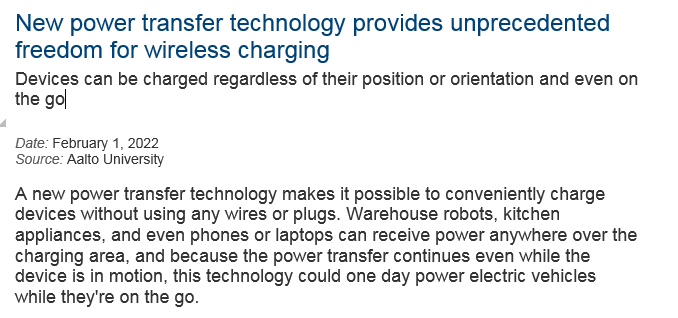 New power transfer technology provides unprecedented
freedom for wireless charging
Devices can be charged regardless of their position or orientation and even on
the go
Date: February 1, 2022
Source: Aalto University
A new power transfer technology makes it possible to conveniently charge
devices without using any wires or plugs. Warehouse robots, kitchen
appliances, and even phones or laptops can receive power anywhere over the
charging area, and because the power transfer continues even while the
device is in motion, this technology could one day power electric vehicles
while they're on the go.